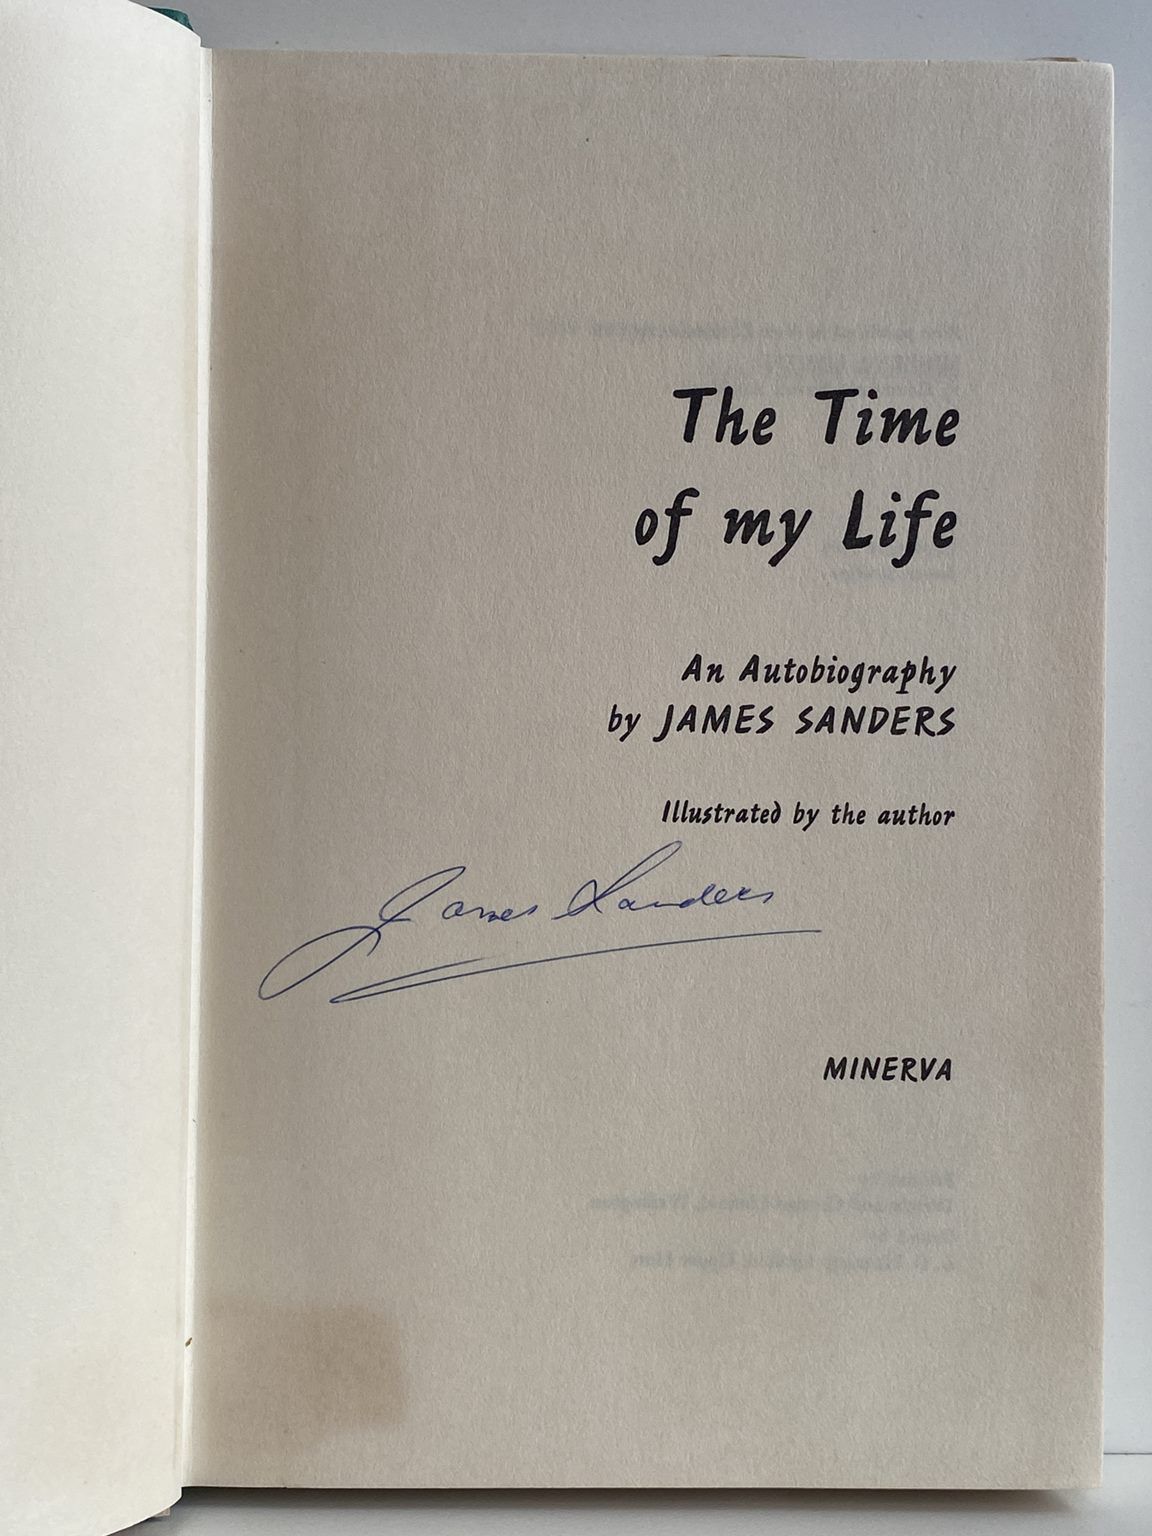 The Time
of my Life
An Autobiography
by JAMES SANDERS
Illustrated by the author
James Sanders
MINERVA